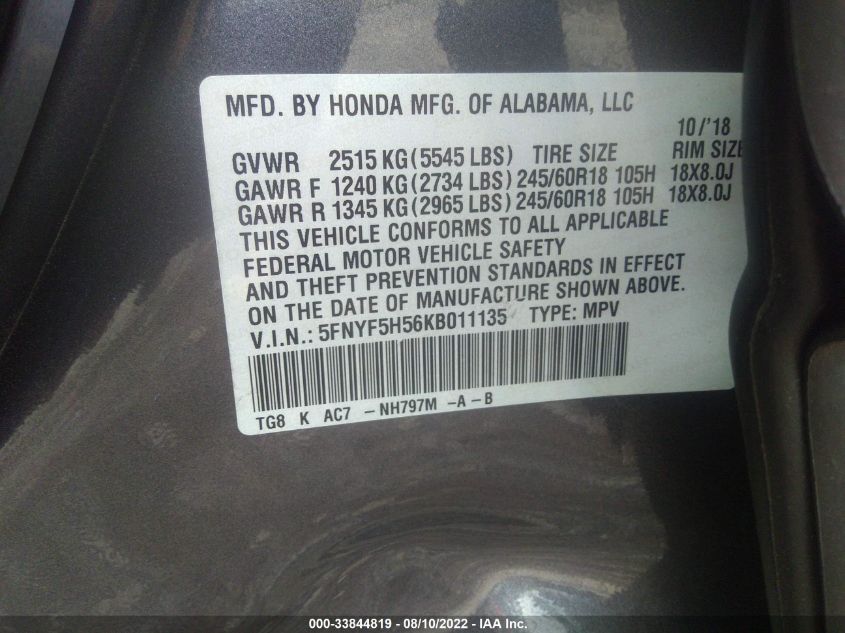 MFD. BY HONDA MFG. OF ALABAMA, LLC
10/'18
GVWR 2515 KG (5545 LBS) TIRE SIZE RIM SIZE
GAWR F 1240 KG (2734 LBS) 245/60R18 105H 18X8.0J
GAWR R 1345 KG (2965 LBS) 245/60R18 105H 18X8.0J
THIS VEHICLE CONFORMS TO ALL APPLICABLE
FEDERAL MOTOR VEHICLE SAFETY
AND THEFT PREVENTION STANDARDS IN EFFECT
ON THE DATE OF MANUFACTURE SHOWN ABOVE.
V.I.N.: 5FNYF5H56KB011135 TYPE: MPV
TG8 K AC7 -NH797M -A-B
000-33844819 - 08/10/2022 - IAA Inc.